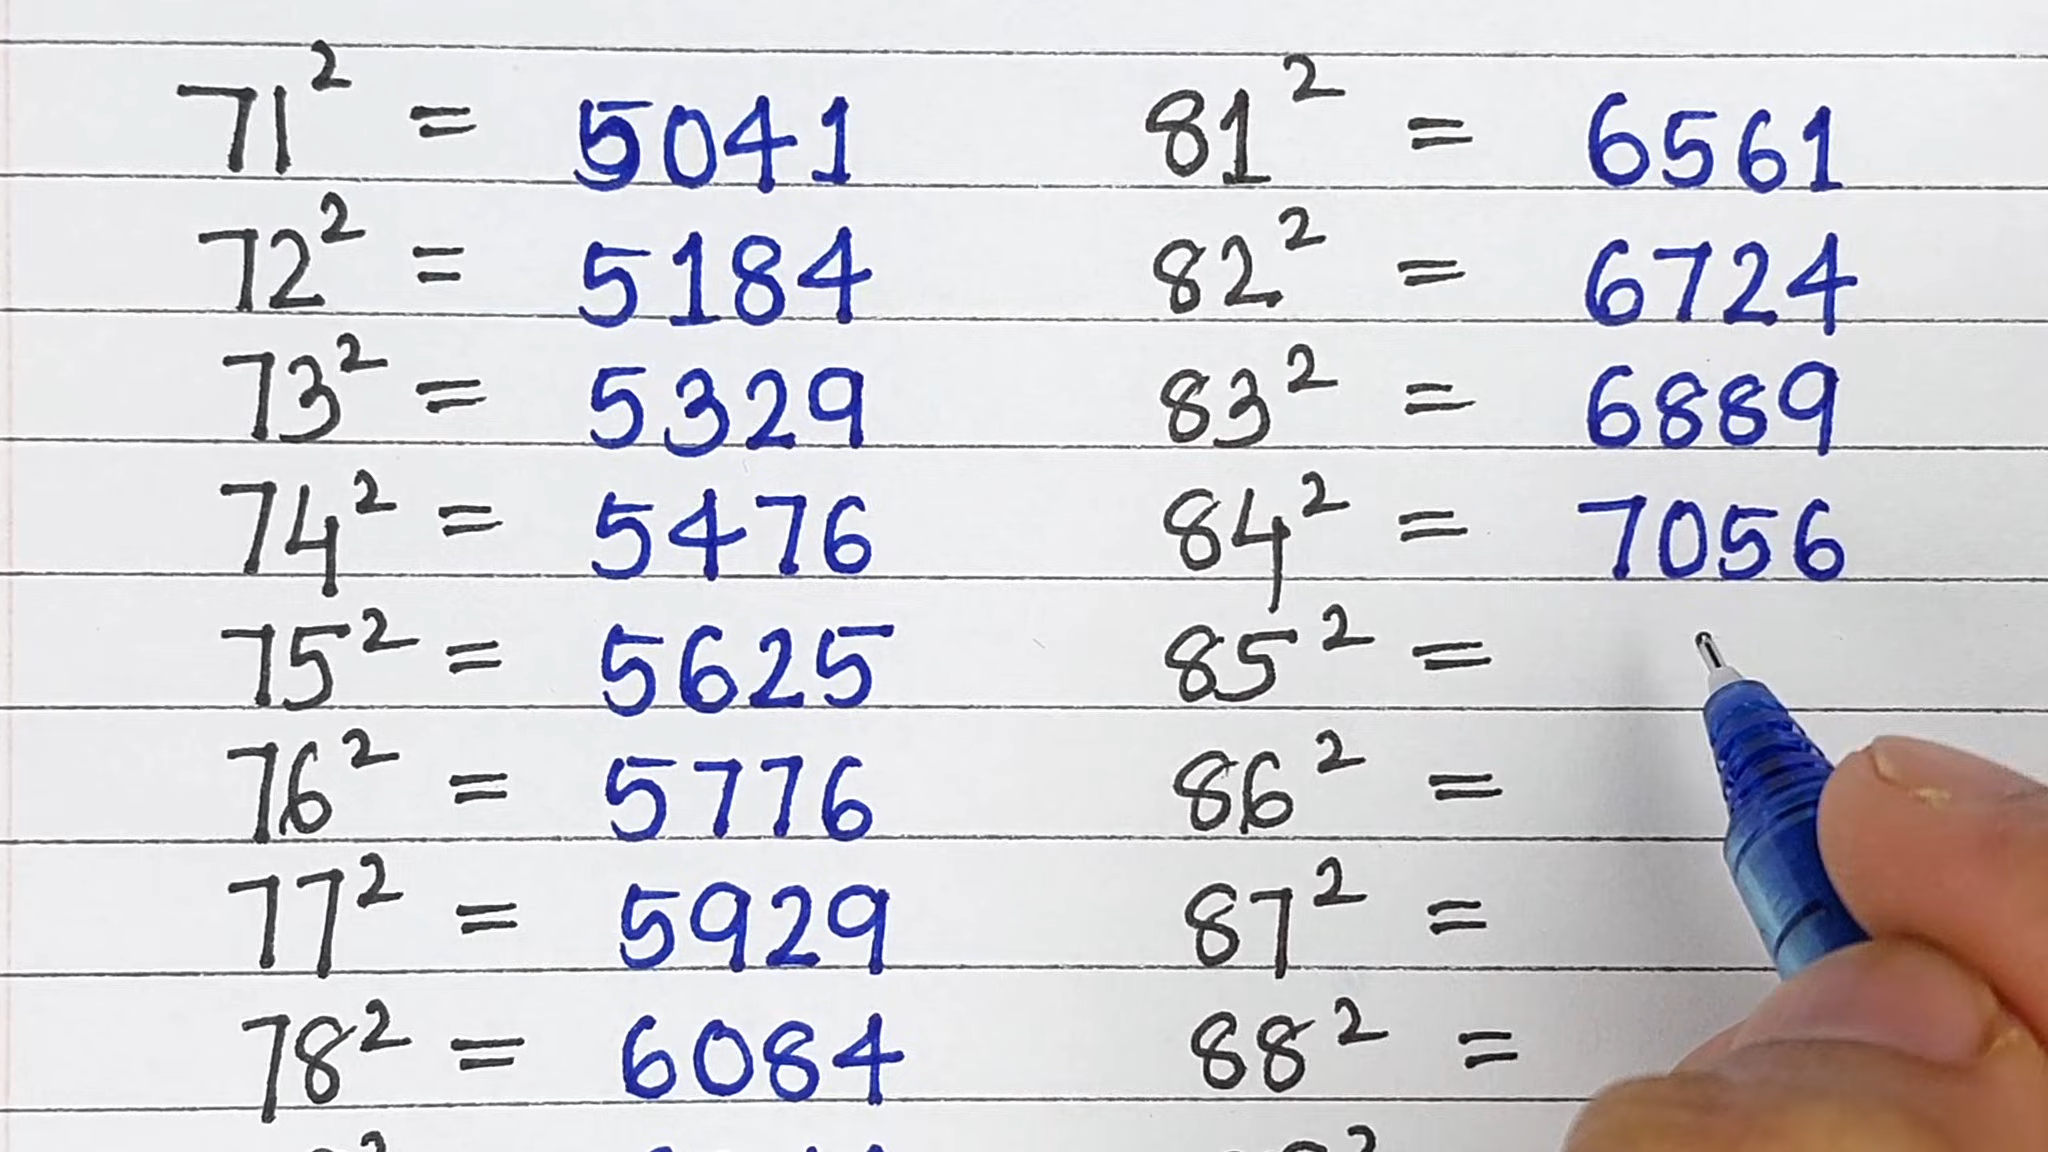 71² = 5041
72² = 5184
73² = 5329
74² = 5476
75² = 5625
76² = 5776
77² = 5929
78² = 6084
81² = 6561
82² = 6724
83² = 6889
84² = 7056
85² =
86² =
87² =
88² =